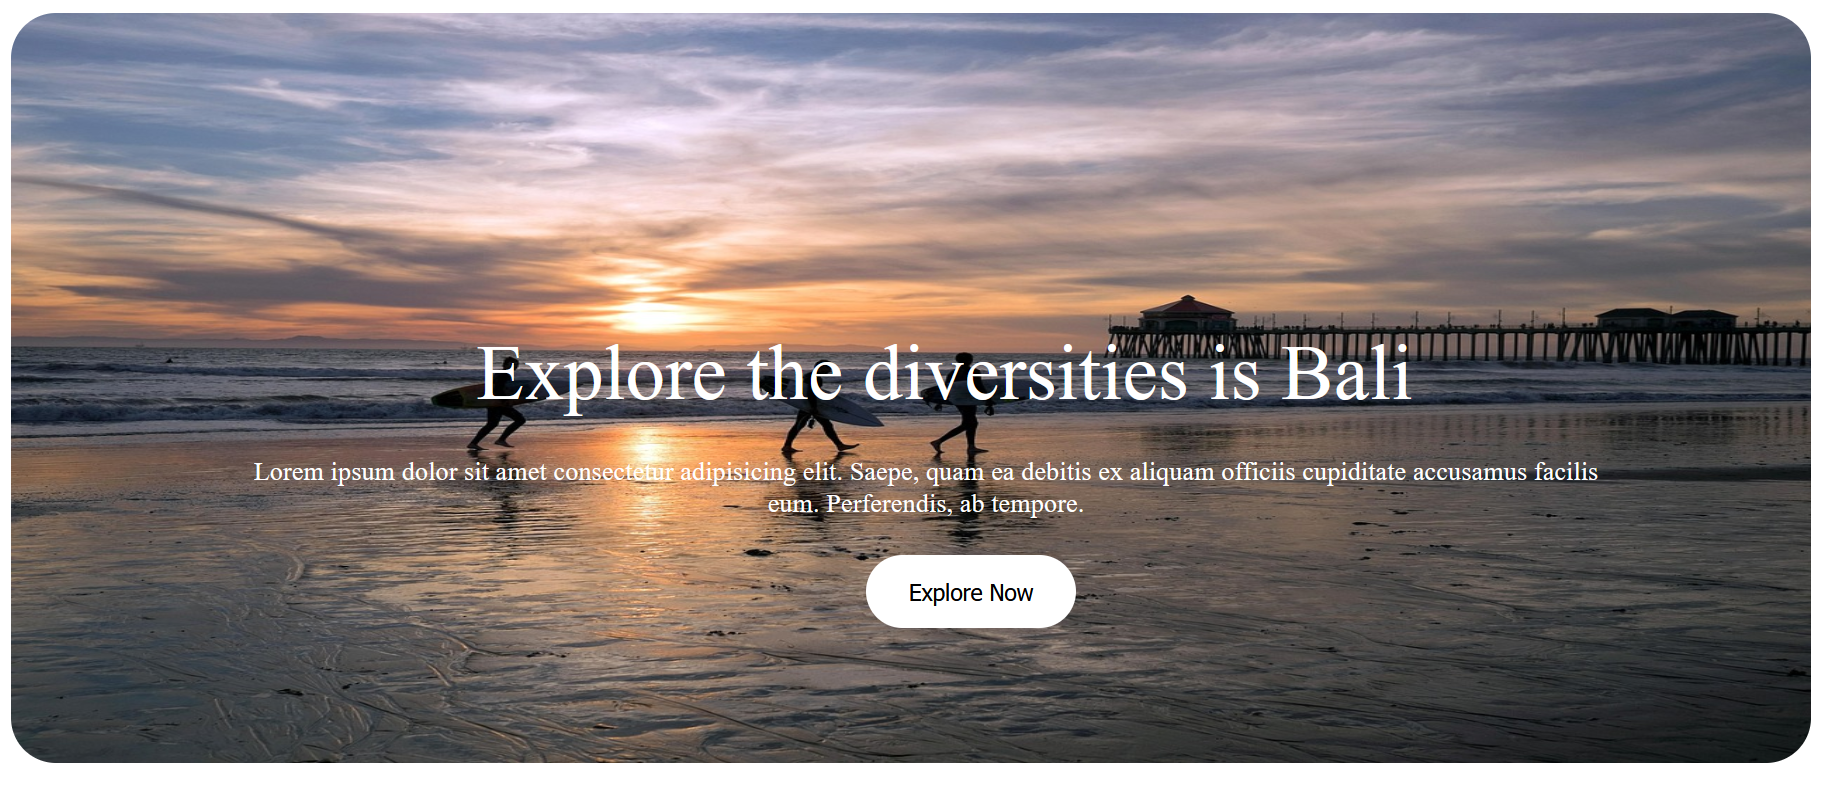 Explore the diversities is Bali
Lorem ipsum dolor sit amet consectetur adipisicing elit. Saepe, quam ea debitis ex aliquam officiis cupiditate accusamus facilis
eum. Perferendis, ab tempore.
Explore Now